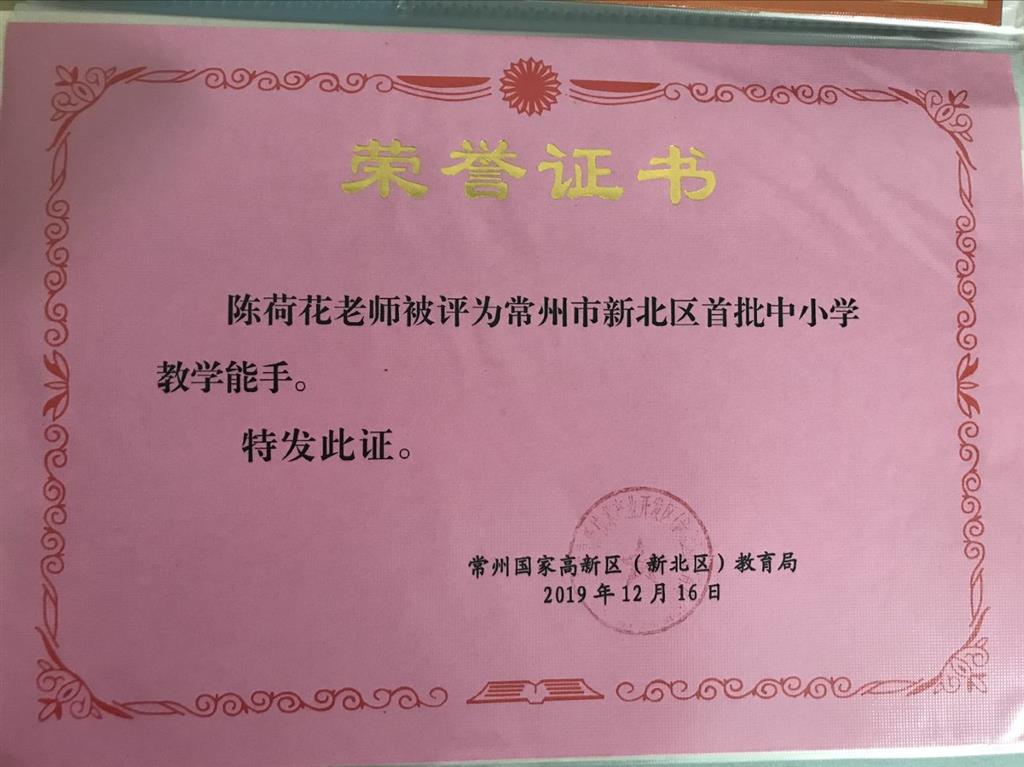 荣誉证书
陈荷花老师被评为常州市新北区首批中小学
教学能手。
特发此证。
常州国家高新区（新北区）教育局
2019年12月16日